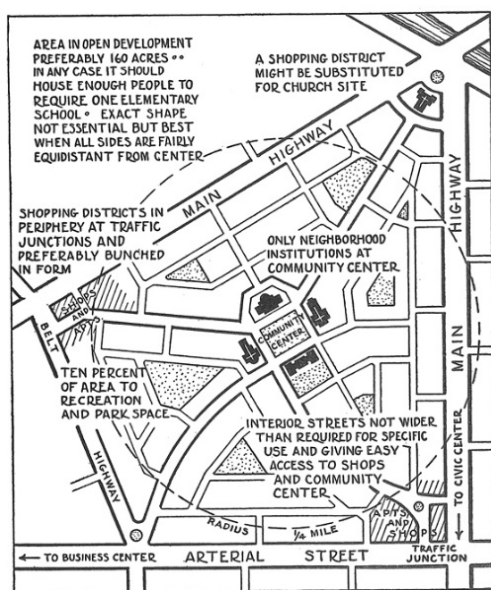 AREA IN OPEN DEVELOPMENT
PREFERABLY 160 ACRES ••
IN ANY CASE IT SHOULD
HOUSE ENOUGH PEOPLE TO
REQUIRE ONE ELEMENTARY
SCHOOL • EXACT SHAPE
NOT ESSENTIAL BUT BEST
WHEN ALL SIDES ARE FAIRLY
EQUIDISTANT FROM CENTER
A SHOPPING DISTRICT
MIGHT BE SUBSTITUTED
FOR CHURCH SITE
MAIN HIGHWAY
MAIN HIGHWAY
SHOPPING DISTRICTS IN
PERIPHERY AT TRAFFIC
JUNCTIONS AND
PREFERABLY BUNCHED
IN FORM
ONLY NEIGHBORHOOD
INSTITUTIONS AT
COMMUNITY CENTER
SHOPS
AND
APTS
BELT HIGHWAY
COMMUNITY
CENTER
TEN PERCENT
OF AREA TO
RECREATION
AND PARK SPACE
INTERIOR STREETS NOT WIDER
THAN REQUIRED FOR SPECIFIC
USE AND GIVING EASY
ACCESS TO SHOPS
AND COMMUNITY
CENTER
TO CIVIC CENTER
RADIUS 1/4 MILE
APTS
AND
SHOPS
TRAFFIC
JUNCTION
← TO BUSINESS CENTER
ARTERIAL STREET